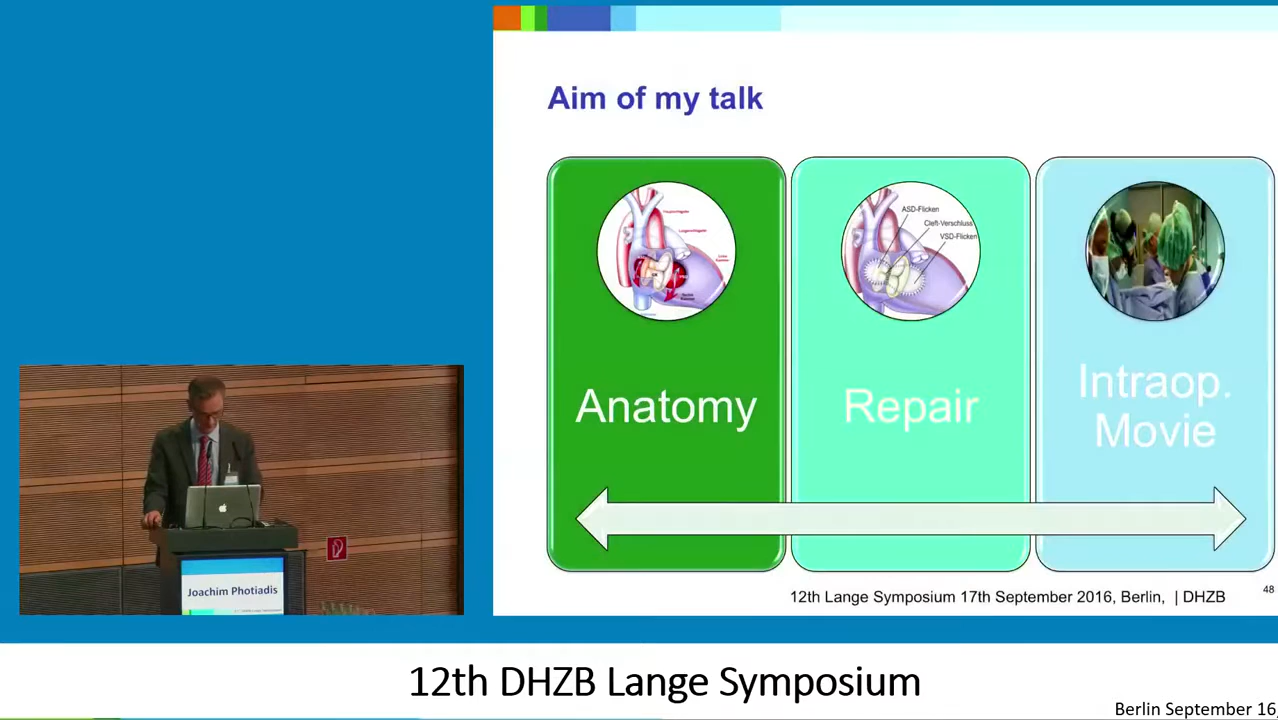 Aim of my talk
ASD-Flicken
Cleft-Verschluss
VSD-Flicken
Anatomy
Repair
Intraop.
Movie
Joachim Photiadis
12th Lange Symposium 17th September 2016, Berlin, | DHZB
48
12th DHZB Lange Symposium
Berlin September 16